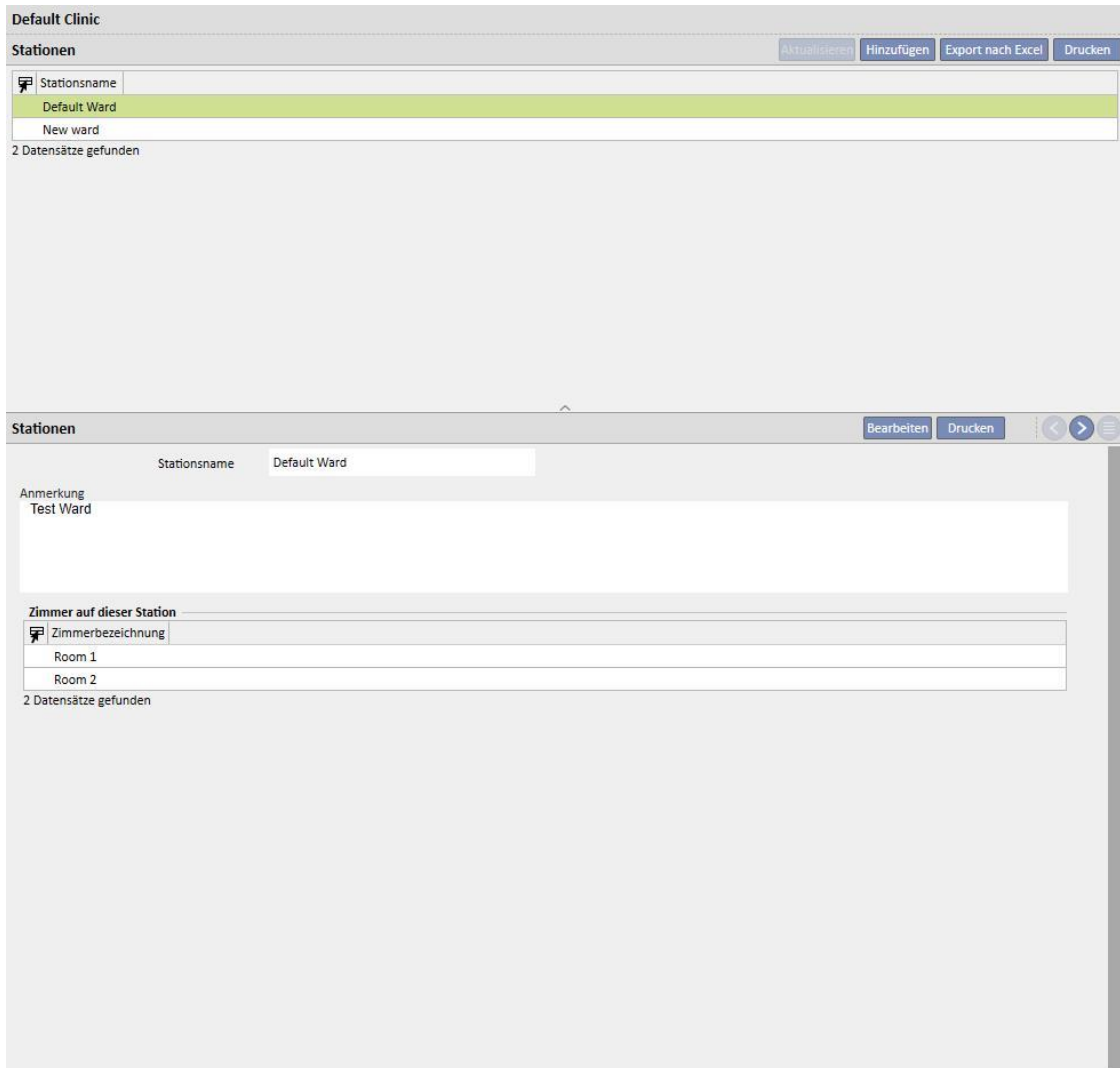 Default Clinic
Stationen Aktualisieren Hinzufügen Export nach Excel Drucken
Stationsname
Default Ward
New ward
2 Datensätze gefunden
Stationen Bearbeiten Drucken
Stationsname Default Ward
Anmerkung
Test Ward
Zimmer auf dieser Station
Zimmerbezeichnung
Room 1
Room 2
2 Datensätze gefunden